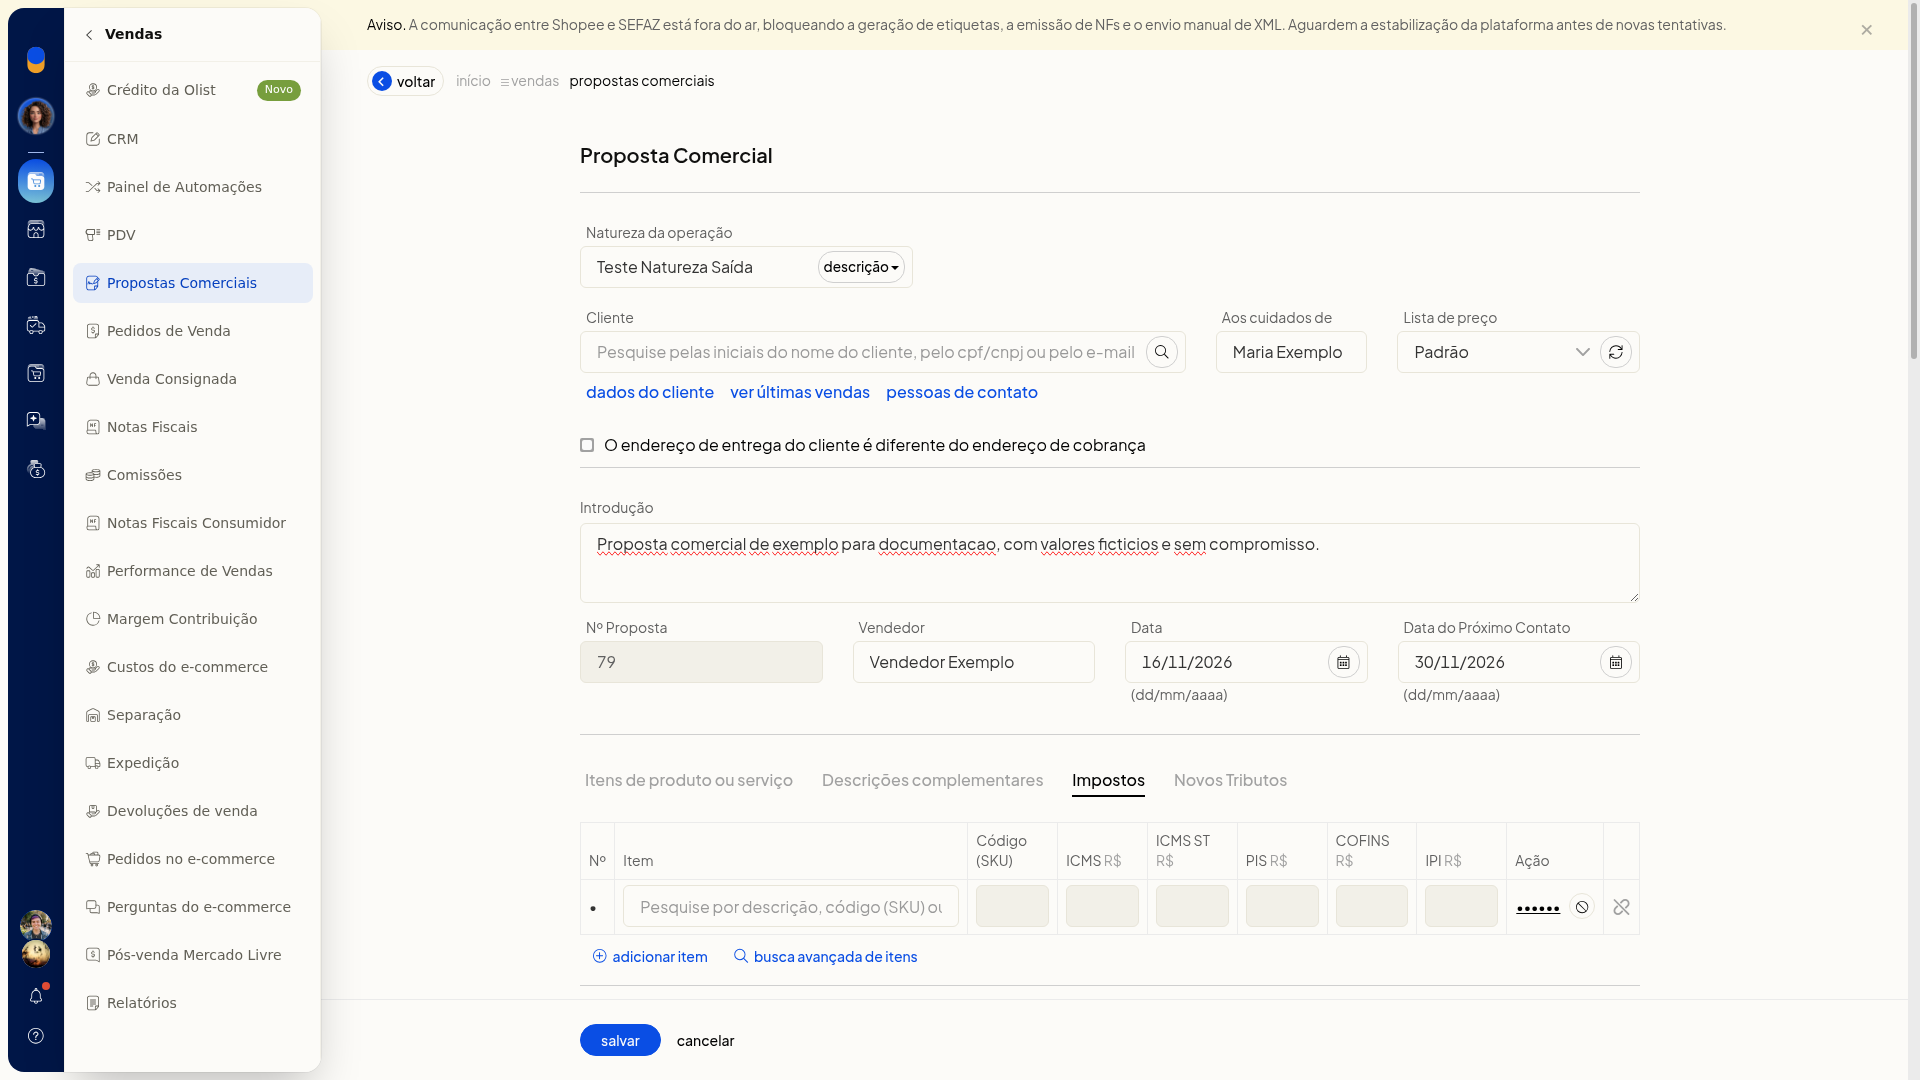 Vendas
Crédito da Olist
Novo
CRM
Painel de Automações
PDV
Propostas Comerciais
Pedidos de Venda
Venda Consignada
Notas Fiscais
Comissões
Notas Fiscais Consumidor
Performance de Vendas
Margem Contribuição
Custos do e-commerce
Separação
Expedição
Devoluções de venda
Pedidos no e-commerce
Perguntas do e-commerce
Pós-venda Mercado Livre
Relatórios
Aviso. A comunicação entre Shopee e SEFAZ está fora do ar, bloqueando a geração de etiquetas, a emissão de NFs e o envio manual de XML. Aguardem a estabilização da plataforma antes de novas tentativas.
voltar início vendas propostas comerciais
Proposta Comercial
Natureza da operação
Teste Natureza Saída descrição
Cliente Aos cuidados de Lista de preço
Pesquise pelas iniciais do nome do cliente, pelo cpf/cnpj ou pelo e-mail Maria Exemplo Padrão
dados do cliente ver últimas vendas pessoas de contato
O endereço de entrega do cliente é diferente do endereço de cobrança
Introdução
Proposta comercial de exemplo para documentacao, com valores ficticios e sem compromisso.
Nº Proposta Vendedor Data Data do Próximo Contato
79 Vendedor Exemplo 16/11/2026 30/11/2026
(dd/mm/aaaa) (dd/mm/aaaa)
Itens de produto ou serviço Descrições complementares Impostos Novos Tributos
Nº Item Código (SKU) ICMS R$ ICMS ST R$ PIS R$ COFINS R$ IPI R$ Ação
Pesquise por descrição, código (SKU) ou
adicionar item busca avançada de itens
salvar cancelar